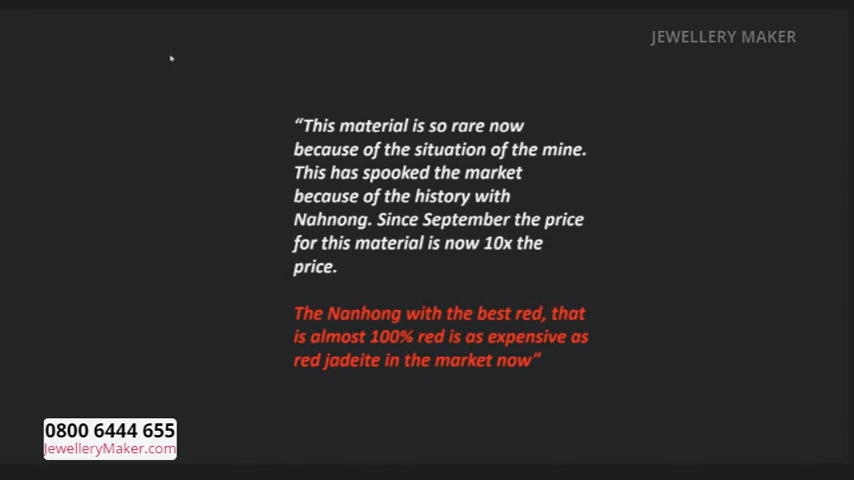 JEWELLERY MAKER
“This material is so rare now
because of the situation of the mine.
This has spooked the market
because of the history with
Nahnong. Since September the price
for this material is now 10x the
price.
The Nanhong with the best red, that
is almost 100% red is as expensive as
red jadeite in the market now”
0800 6444 655
JewelleryMaker.com